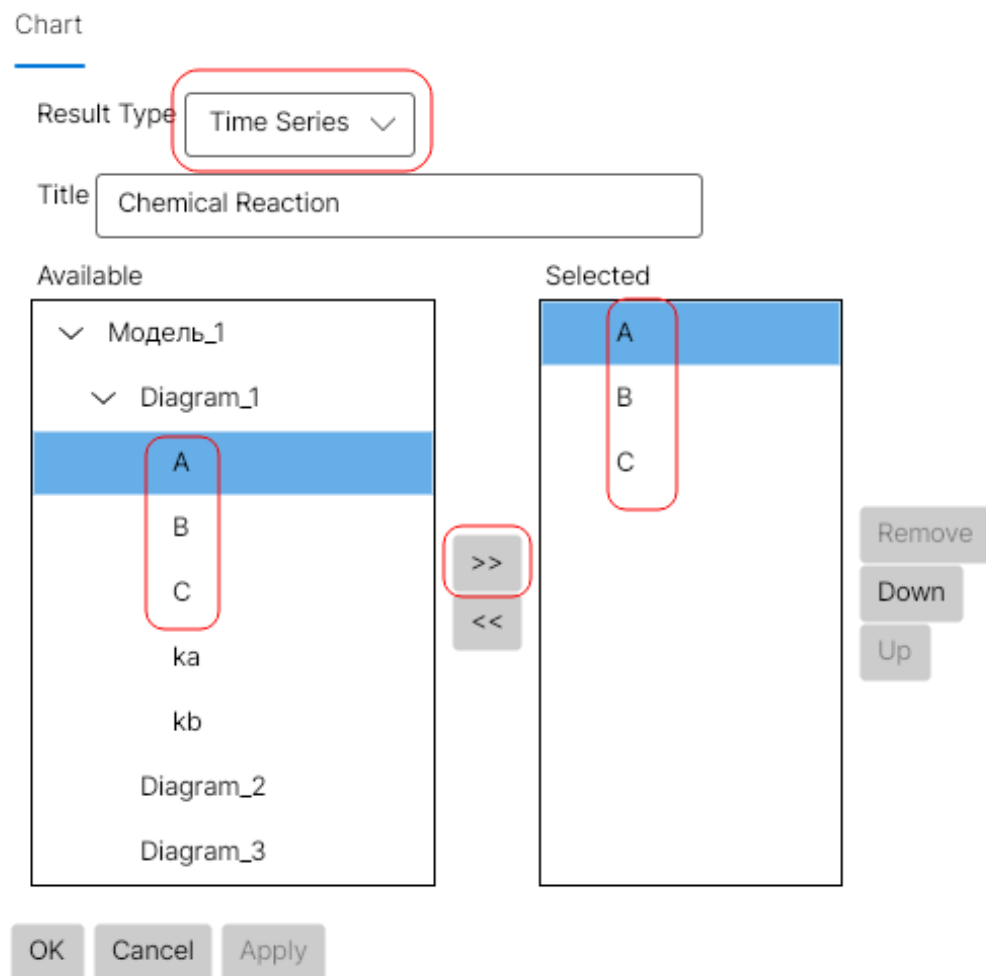 Chart
Result Type Time Series
Title Chemical Reaction
Available
Модель_1
Diagram_1
A
B
C
ka
kb
Diagram_2
Diagram_3
>>
<<
Selected
A
B
C
Remove
Down
Up
OK Cancel Apply